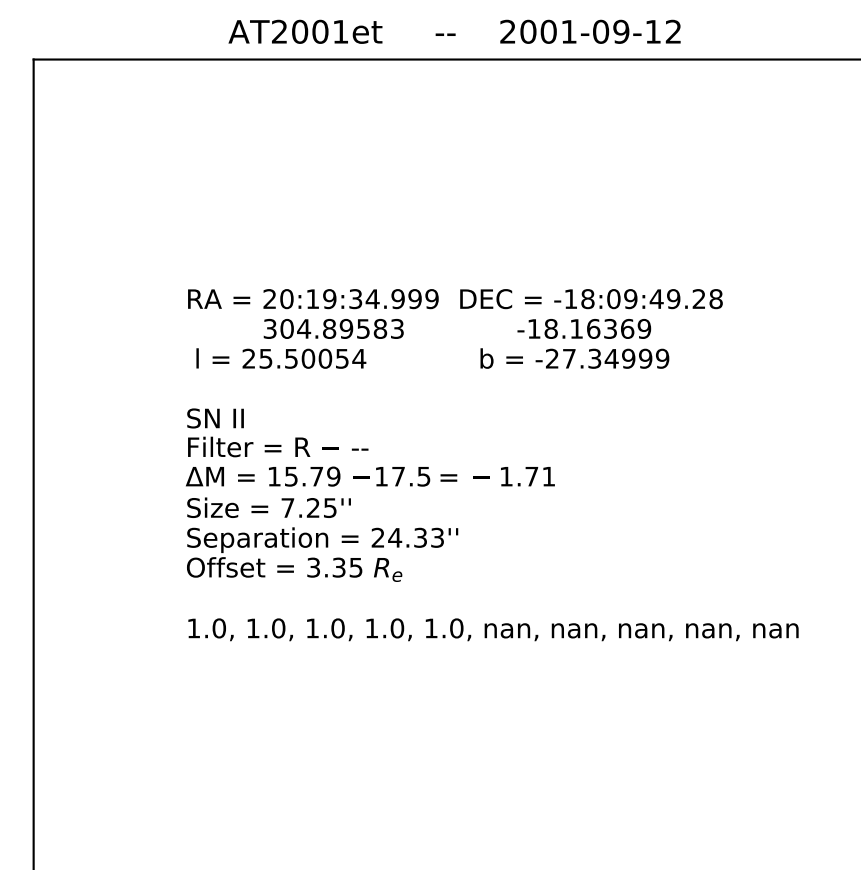 AT2001et -- 2001-09-12
RA = 20:19:34.999 DEC = -18:09:49.28
304.89583 -18.16369
l = 25.50054 b = -27.34999
SN II
Filter = R − --
ΔM = 15.79 −17.5 = − 1.71
Size = 7.25''
Separation = 24.33''
Offset = 3.35 Rₑ
1.0, 1.0, 1.0, 1.0, 1.0, nan, nan, nan, nan, nan